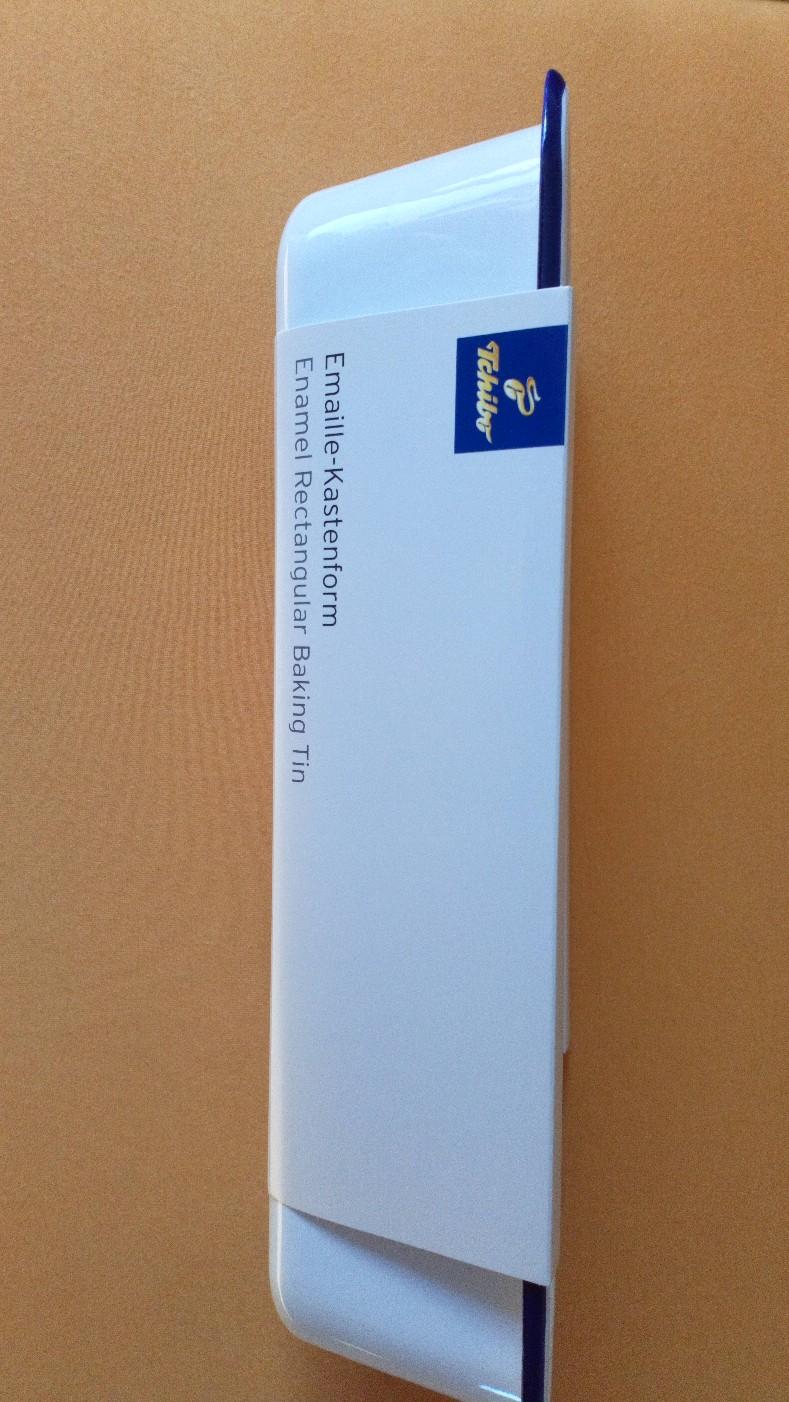 Tchibo
Emaille-Kastenform
Enamel Rectangular Baking Tin